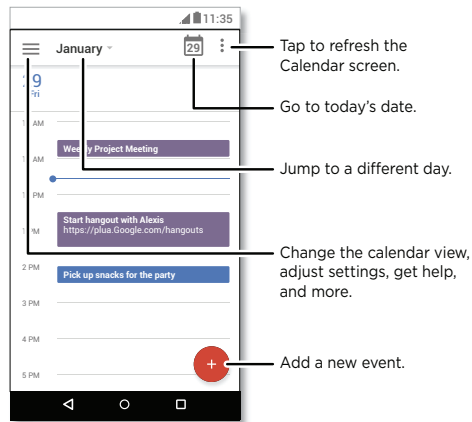 11:35
January
29
Tap to refresh the
Calendar screen.
Fri
Go to today's date.
AM
Weekly Project Meeting
AM
Jump to a different day.
PM
Start hangout with Alexis
https://plua.Google.com/hangouts
PM
Change the calendar view,
adjust settings, get help,
and more.
2 PM
Pick up snacks for the party
3 PM
4 PM
Add a new event.
+
5 PM